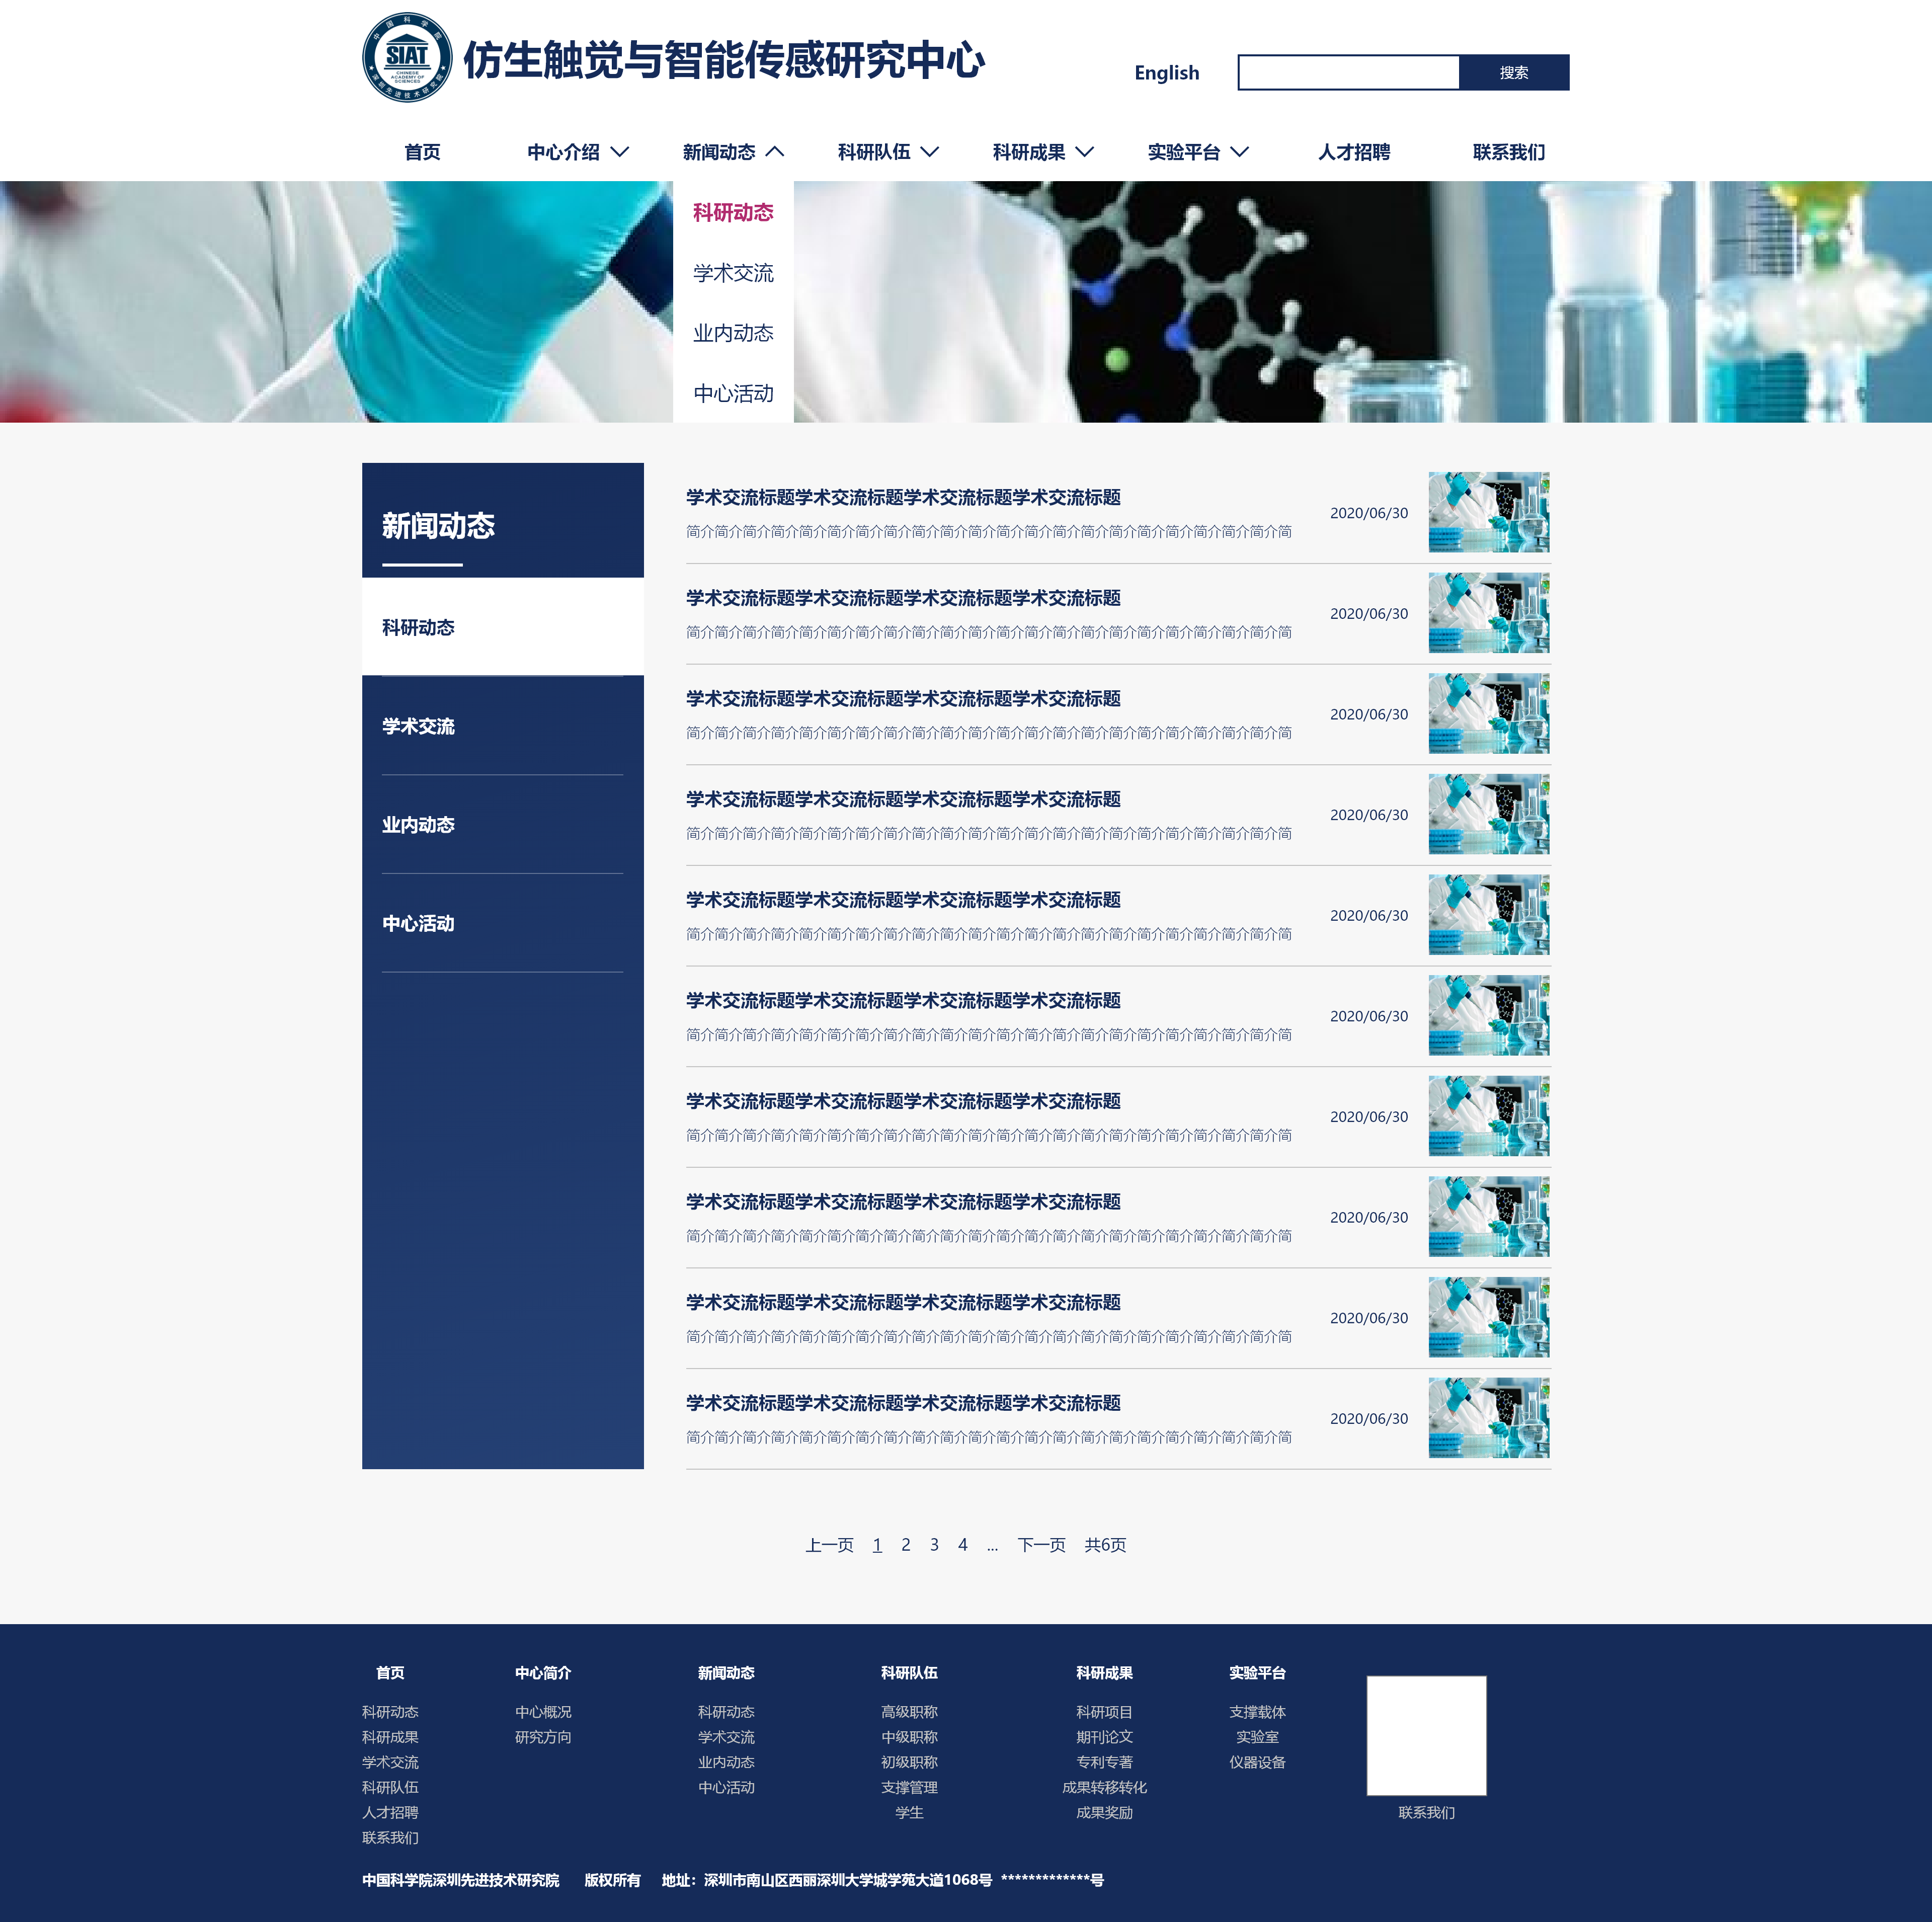 中国科学院
SIAT
CHINESE
ACADEMY OF
SCIENCES
深圳先进技术研究院
仿生触觉与智能传感研究中心
English
搜索
首页 中心介绍 新闻动态 科研队伍 科研成果 实验平台 人才招聘 联系我们
科研动态
学术交流
业内动态
中心活动
新闻动态
科研动态
学术交流
业内动态
中心活动
学术交流标题学术交流标题学术交流标题学术交流标题
简介简介简介简介简介简介简介简介简介简介简介简介简介简介简介简介简介简介简介简介简介简
2020/06/30
学术交流标题学术交流标题学术交流标题学术交流标题
简介简介简介简介简介简介简介简介简介简介简介简介简介简介简介简介简介简介简介简介简介简
2020/06/30
学术交流标题学术交流标题学术交流标题学术交流标题
简介简介简介简介简介简介简介简介简介简介简介简介简介简介简介简介简介简介简介简介简介简
2020/06/30
学术交流标题学术交流标题学术交流标题学术交流标题
简介简介简介简介简介简介简介简介简介简介简介简介简介简介简介简介简介简介简介简介简介简
2020/06/30
学术交流标题学术交流标题学术交流标题学术交流标题
简介简介简介简介简介简介简介简介简介简介简介简介简介简介简介简介简介简介简介简介简介简
2020/06/30
学术交流标题学术交流标题学术交流标题学术交流标题
简介简介简介简介简介简介简介简介简介简介简介简介简介简介简介简介简介简介简介简介简介简
2020/06/30
学术交流标题学术交流标题学术交流标题学术交流标题
简介简介简介简介简介简介简介简介简介简介简介简介简介简介简介简介简介简介简介简介简介简
2020/06/30
学术交流标题学术交流标题学术交流标题学术交流标题
简介简介简介简介简介简介简介简介简介简介简介简介简介简介简介简介简介简介简介简介简介简
2020/06/30
学术交流标题学术交流标题学术交流标题学术交流标题
简介简介简介简介简介简介简介简介简介简介简介简介简介简介简介简介简介简介简介简介简介简
2020/06/30
学术交流标题学术交流标题学术交流标题学术交流标题
简介简介简介简介简介简介简介简介简介简介简介简介简介简介简介简介简介简介简介简介简介简
2020/06/30
上一页 1 2 3 4 ... 下一页 共6页
首页
科研动态
科研成果
学术交流
科研队伍
人才招聘
联系我们
中心简介
中心概况
研究方向
新闻动态
科研动态
学术交流
业内动态
中心活动
科研队伍
高级职称
中级职称
初级职称
支撑管理
学生
科研成果
科研项目
期刊论文
专利专著
成果转移转化
成果奖励
实验平台
支撑载体
实验室
仪器设备
联系我们
中国科学院深圳先进技术研究院 版权所有 地址：深圳市南山区西丽深圳大学城学苑大道1068号 *************号